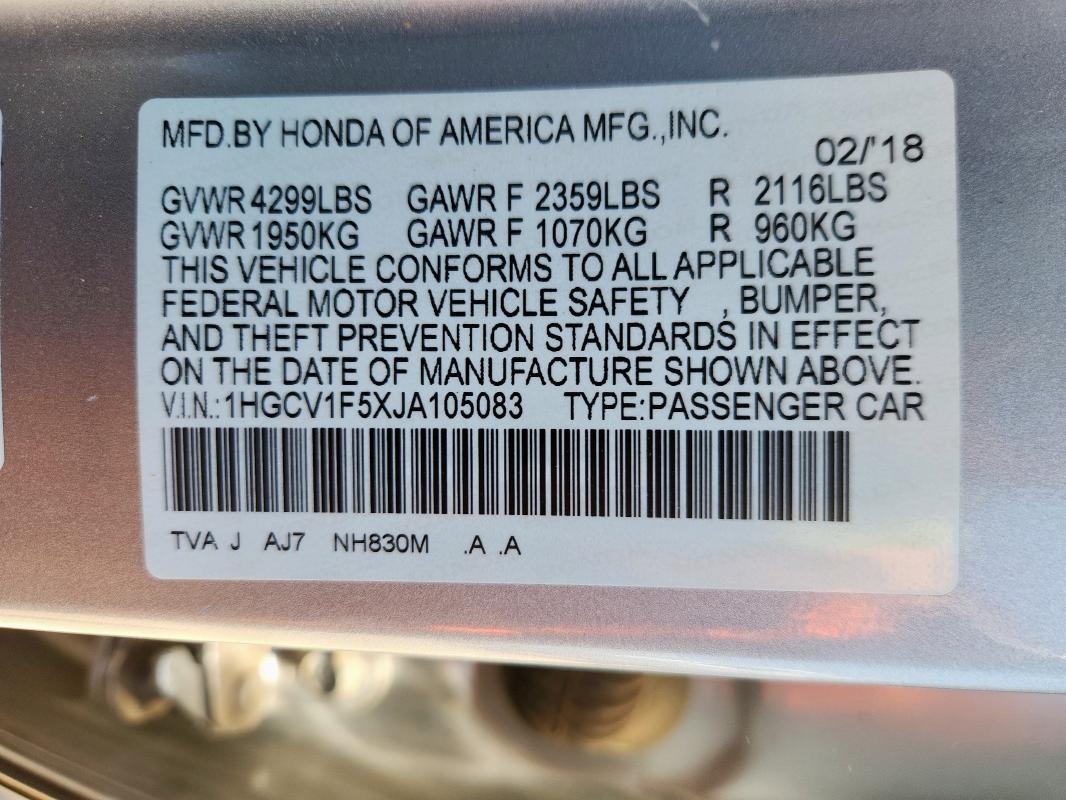 MFD.BY HONDA OF AMERICA MFG.,INC.
02/'18
GVWR 4299LBS GAWR F 2359LBS R 2116LBS
GVWR 1950KG GAWR F 1070KG R 960KG
THIS VEHICLE CONFORMS TO ALL APPLICABLE
FEDERAL MOTOR VEHICLE SAFETY , BUMPER,
AND THEFT PREVENTION STANDARDS IN EFFECT
ON THE DATE OF MANUFACTURE SHOWN ABOVE.
V.I.N.:1HGCV1F5XJA105083 TYPE:PASSENGER CAR
TVA J AJ7 NH830M .A .A